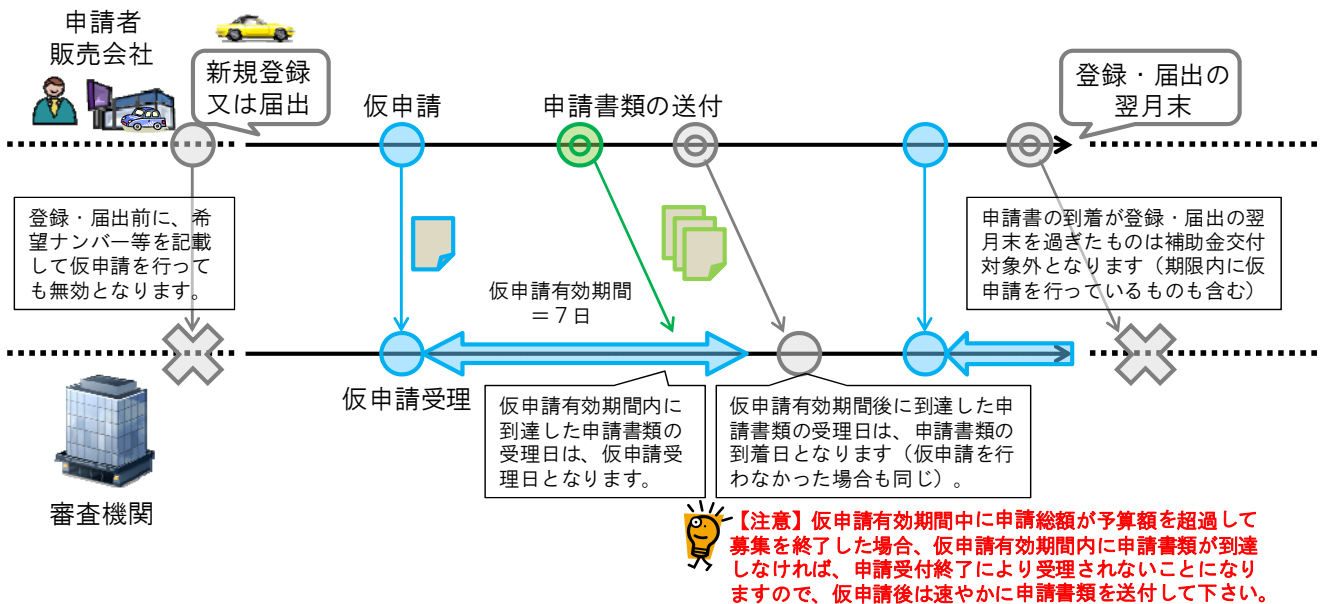 申請者
販売会社
新規登録
又は届出
仮申請
申請書類の送付
登録・届出の
翌月末
登録・届出前に、希
望ナンバー等を記載
して仮申請を行って
も無効となります。
仮申請有効期間
＝７日
申請書の到着が登録・届出の翌
月末を過ぎたものは補助金交付
対象外となります（期限内に仮
申請を行っているものも含む）
仮申請受理
仮申請有効期間内に
到達した申請書類の
受理日は、仮申請受
理日となります。
仮申請有効期間後に到達した申
請書類の受理日は、申請書類の
到着日となります（仮申請を行
わなかった場合も同じ）。
審査機関
【注意】仮申請有効期間中に申請総額が予算額を超過して
募集を終了した場合、仮申請有効期間内に申請書類が到達
しなければ、申請受付終了により受理されないことになり
ますので、仮申請後は速やかに申請書類を送付して下さい。